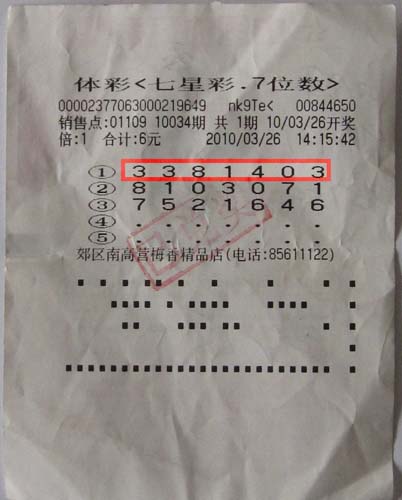 体彩<七星彩.7位数>
00002377063000219649 nk9Te< 00844650
销售点:01109 10034期 共 1期 10/03/26开奖
倍:1 合计:6元 2010/03/26 14:15:42
① 3 3 8 1 4 0 3
② 8 1 0 3 0 7 1
③ 7 5 2 1 6 4 6
④ . . . . . . .
⑤ . . . . . . .
郊区南高营梅香精品店(电话:85611122)